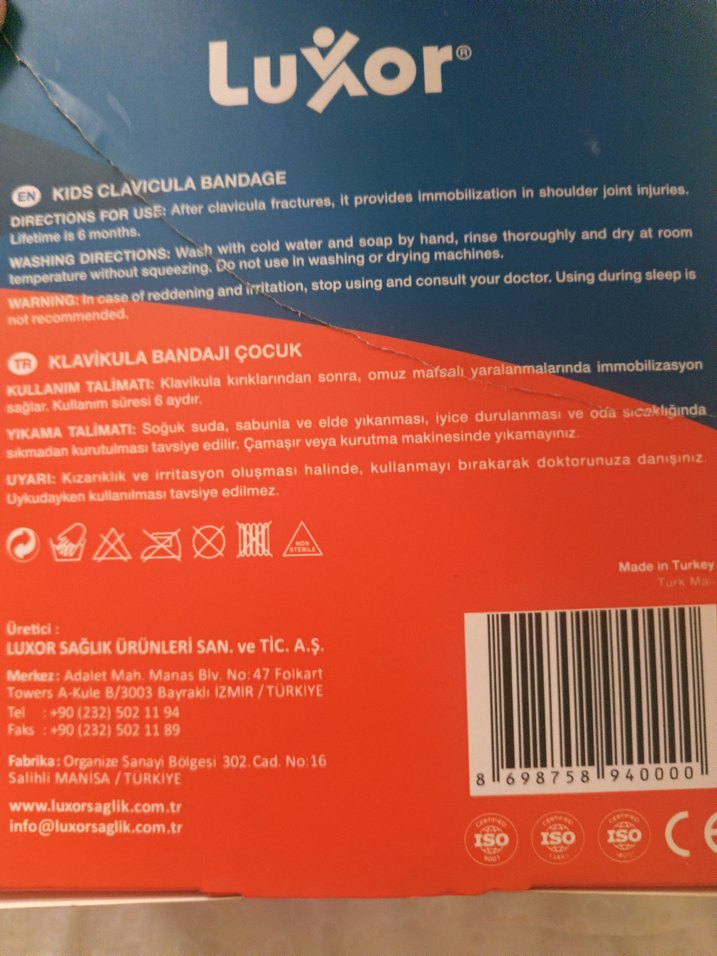 Luxor®
EN KIDS CLAVICULA BANDAGE
DIRECTIONS FOR USE: After clavicula fractures, it provides immobilization in shoulder joint injuries.
Lifetime is 6 months.
WASHING DIRECTIONS: Wash with cold water and soap by hand, rinse thoroughly and dry at room
temperature without squeezing. Do not use in washing or drying machines.
WARNING: In case of reddening and irritation, stop using and consult your doctor. Using during sleep is
not recommended.
TR KLAVİKULA BANDAJI ÇOCUK
KULLANIM TALİMATI: Klavikula kırıklarından sonra, omuz mafsalı yaralanmalarında immobilizasyon
sağlar. Kullanım süresi 6 aydır.
YIKAMA TALİMATI: Soğuk suda, sabunla ve elde yıkanması, iyice durulanması ve oda sıcaklığında
sıkmadan kurutulması tavsiye edilir. Çamaşır veya kurutma makinesinde yıkamayınız.
UYARI: Kızarıklık ve irritasyon oluşması halinde, kullanmayı bırakarak doktorunuza danışınız.
Uykudayken kullanılması tavsiye edilmez.
NON
STERILE
Made in Turkey
Türk Mal
Üretici :
LUXOR SAĞLIK ÜRÜNLERİ SAN. ve TİC. A.Ş.
Merkez: Adalet Mah. Manas Blv. No: 47 Folkart
Towers A-Kule B/3003 Bayraklı İZMİR / TÜRKİYE
Tel : +90 (232) 502 11 94
Faks : +90 (232) 502 11 89
Fabrika: Organize Sanayi Bölgesi 302. Cad. No: 16
Salihli MANİSA / TÜRKİYE
www.luxorsaglik.com.tr
info@luxorsaglik.com.tr
8 698758 940000
CERTIFIED ISO 9001
CERTIFIED ISO
CERTIFIED ISO
CE